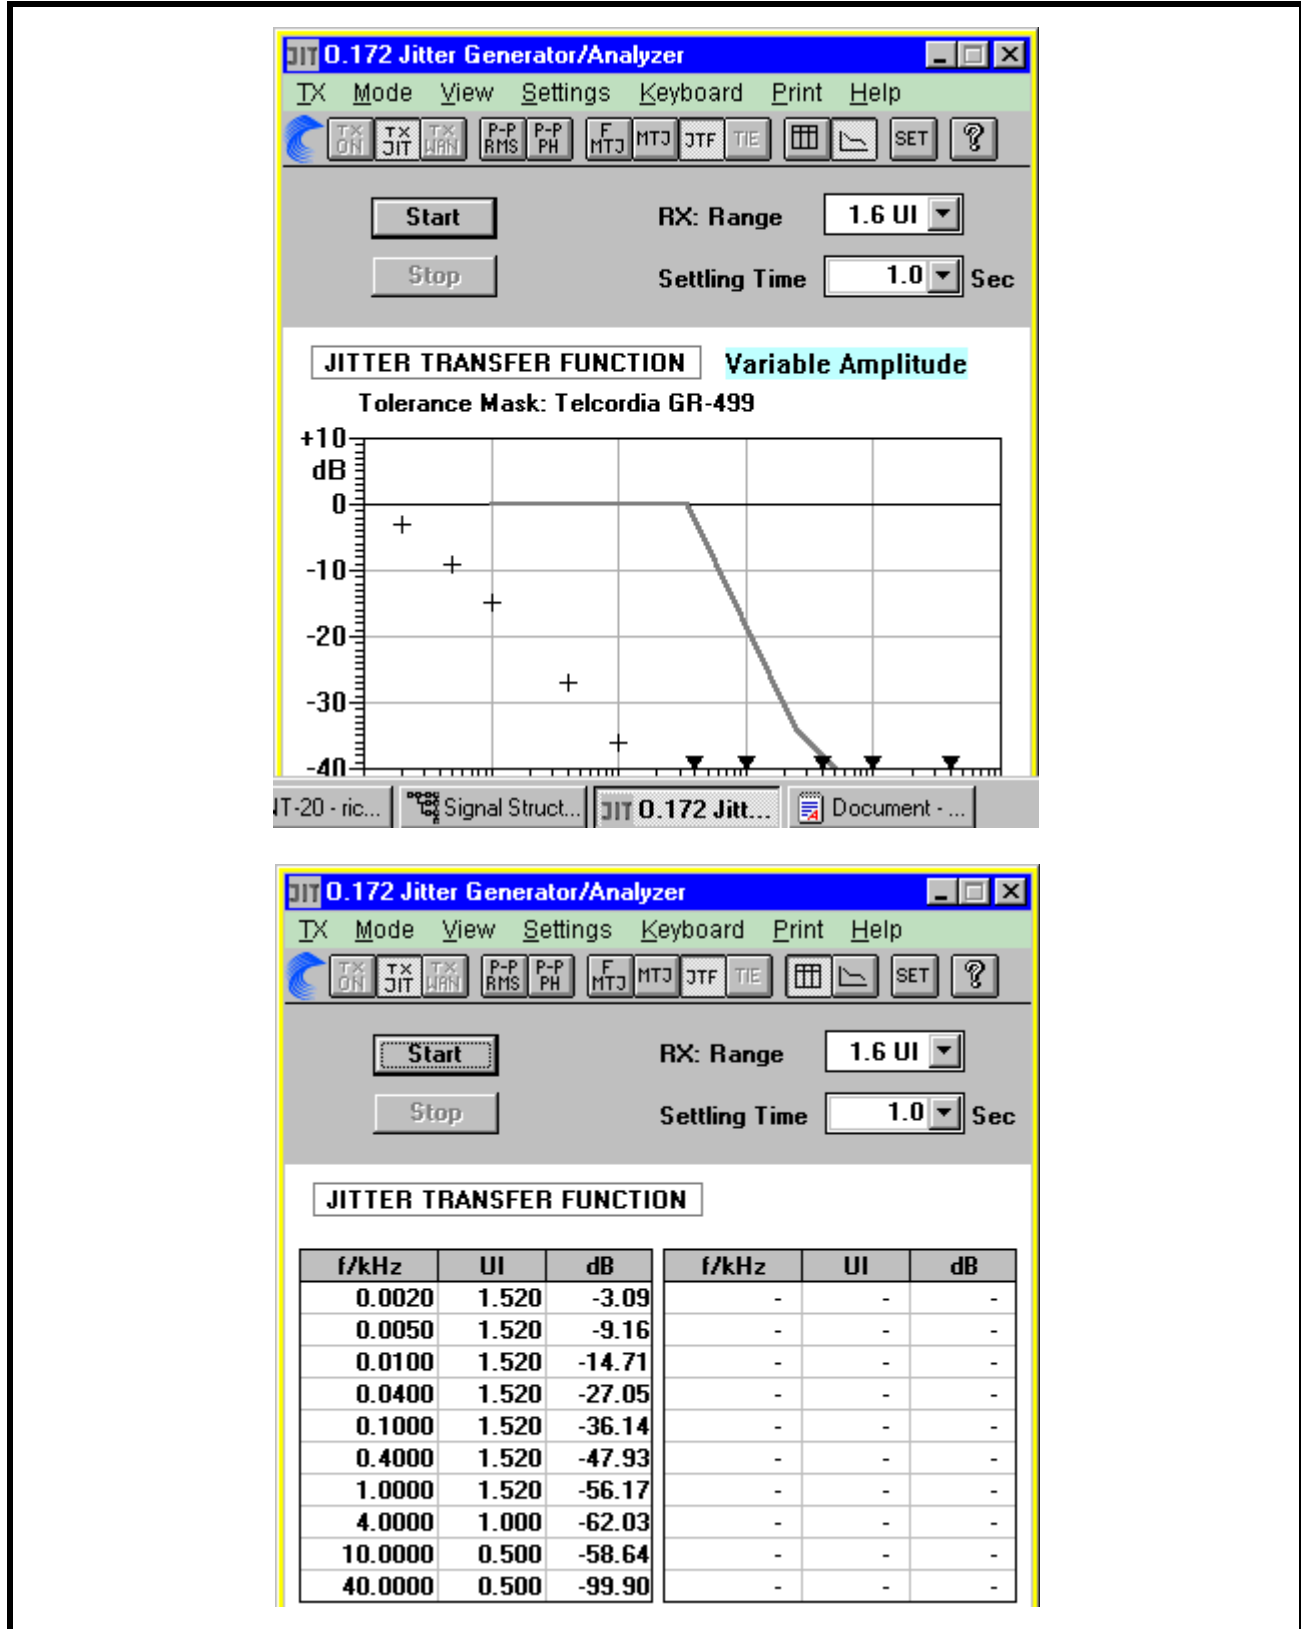 JIT O.172 Jitter Generator/Analyzer
TX Mode View Settings Keyboard Print Help
TX ON TX JIT TX WAN P-P RMS P-P PH F MTJ MTJ JTF TIE SET ?
Start RX: Range 1.6 UI
Stop Settling Time 1.0 Sec
JITTER TRANSFER FUNCTION Variable Amplitude
Tolerance Mask: Telcordia GR-499
+10
dB
0
-10
-20
-30
-40
NT-20 - ric... Signal Struct... JIT O.172 Jitt... Document - ...
JIT O.172 Jitter Generator/Analyzer
TX Mode View Settings Keyboard Print Help
TX ON TX JIT TX WAN P-P RMS P-P PH F MTJ MTJ JTF TIE SET ?
Start RX: Range 1.6 UI
Stop Settling Time 1.0 Sec
JITTER TRANSFER FUNCTION
f/kHz UI dB f/kHz UI dB
0.0020 1.520 -3.09 - - -
0.0050 1.520 -9.16 - - -
0.0100 1.520 -14.71 - - -
0.0400 1.520 -27.05 - - -
0.1000 1.520 -36.14 - - -
0.4000 1.520 -47.93 - - -
1.0000 1.520 -56.17 - - -
4.0000 1.000 -62.03 - - -
10.0000 0.500 -58.64 - - -
40.0000 0.500 -99.90 - - -